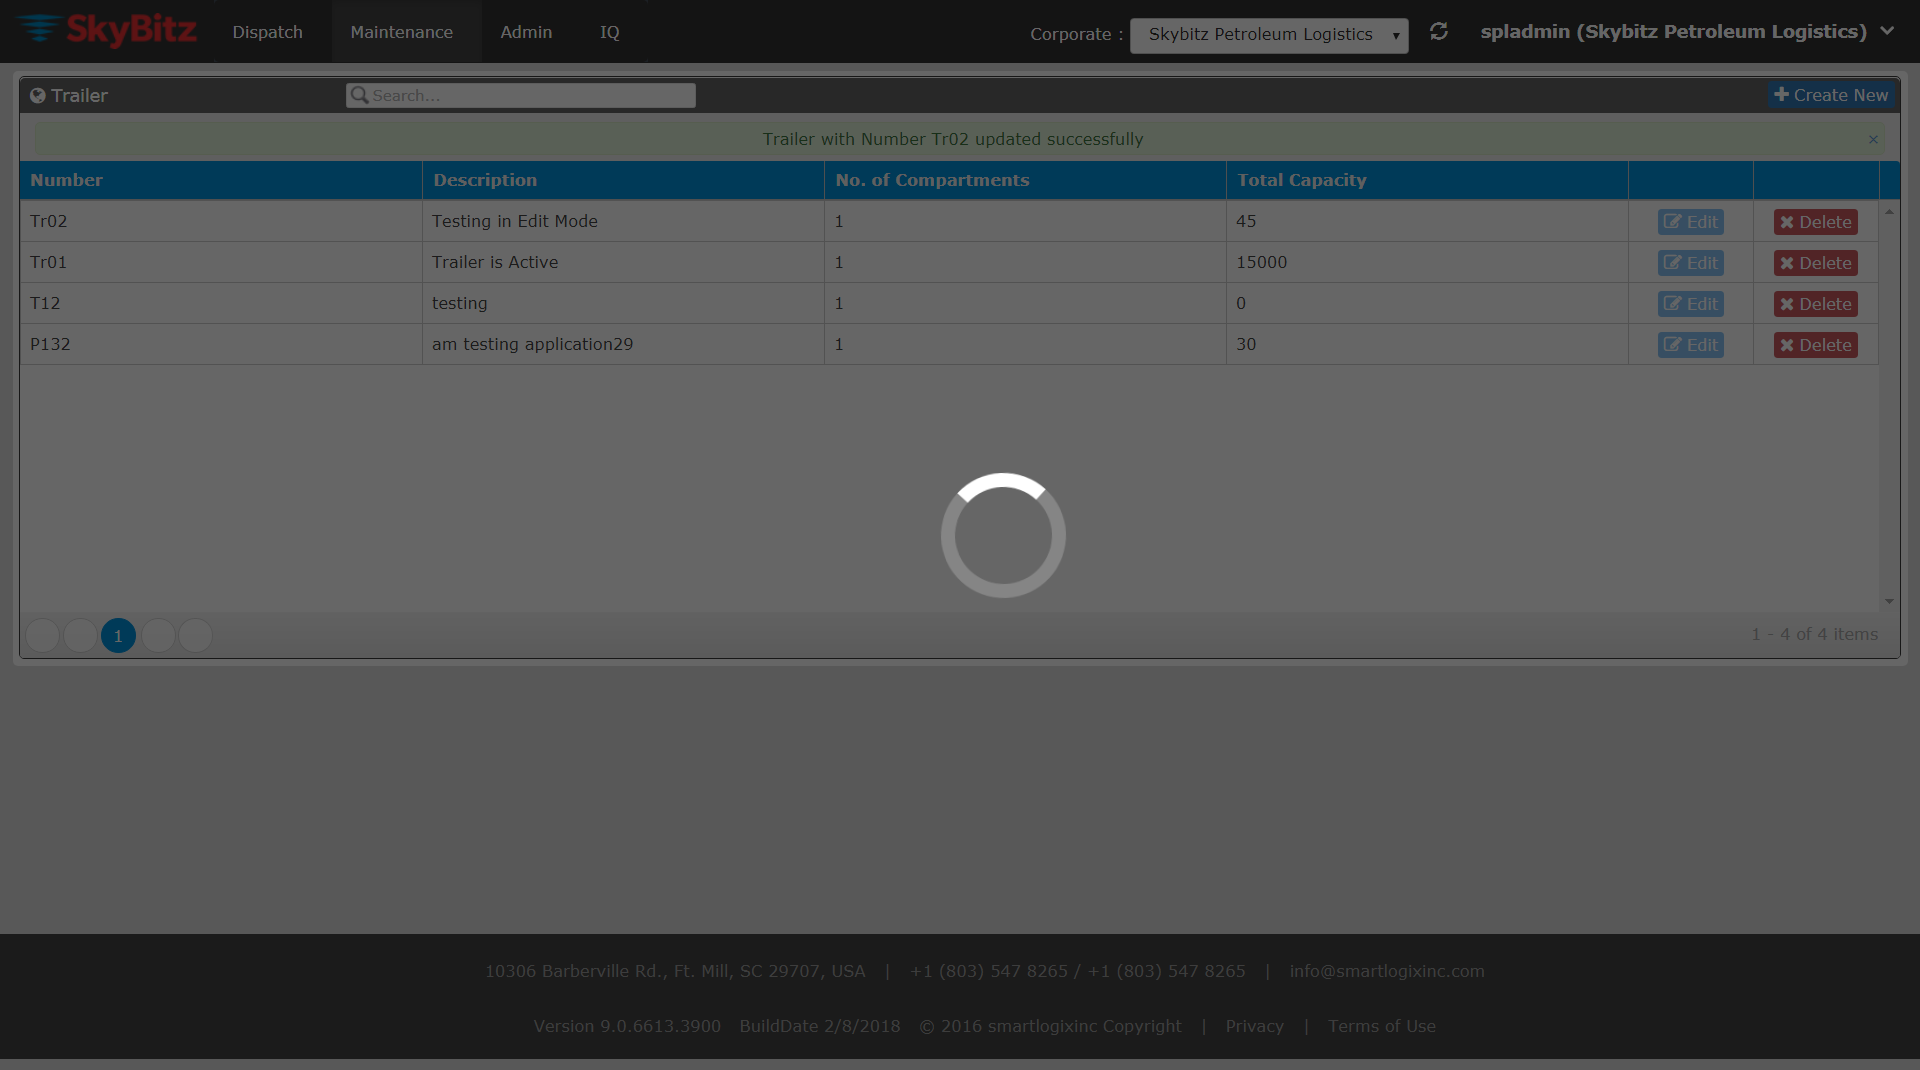 SkyBitz Dispatch Maintenance Admin IQ Corporate : Skybitz Petroleum Logistics spladmin (Skybitz Petroleum Logistics)
Trailer Search... Create New
Trailer with Number Tr02 updated successfully ×
Number Description No. of Compartments Total Capacity
Tr02 Testing in Edit Mode 1 45 Edit Delete
Tr01 Trailer is Active 1 15000 Edit Delete
T12 testing 1 0 Edit Delete
P132 am testing application29 1 30 Edit Delete
1 1 - 4 of 4 items
10306 Barberville Rd., Ft. Mill, SC 29707, USA | +1 (803) 547 8265 / +1 (803) 547 8265 | info@smartlogixinc.com
Version 9.0.6613.3900 BuildDate 2/8/2018 © 2016 smartlogixinc Copyright | Privacy | Terms of Use